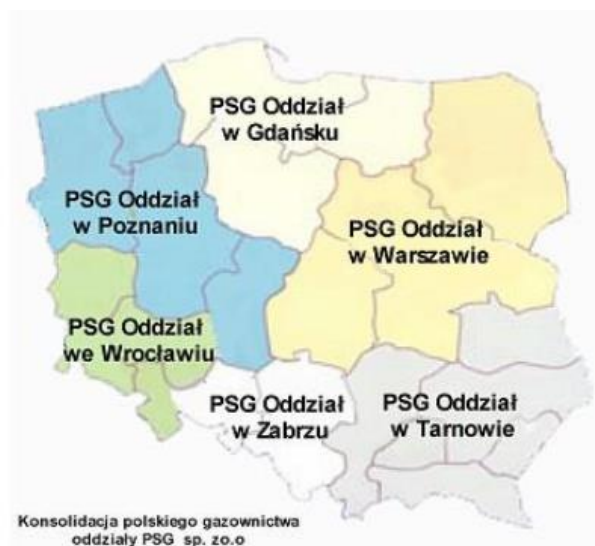 PSG Oddział
w Gdańsku
PSG Oddział
w Poznaniu
PSG Oddział
w Warszawie
PSG Oddział
we Wrocławiu
PSG Oddział
w Zabrzu
PSG Oddział
w Tarnowie
Konsolidacja polskiego gazownictwa
oddziały PSG sp. zo.o